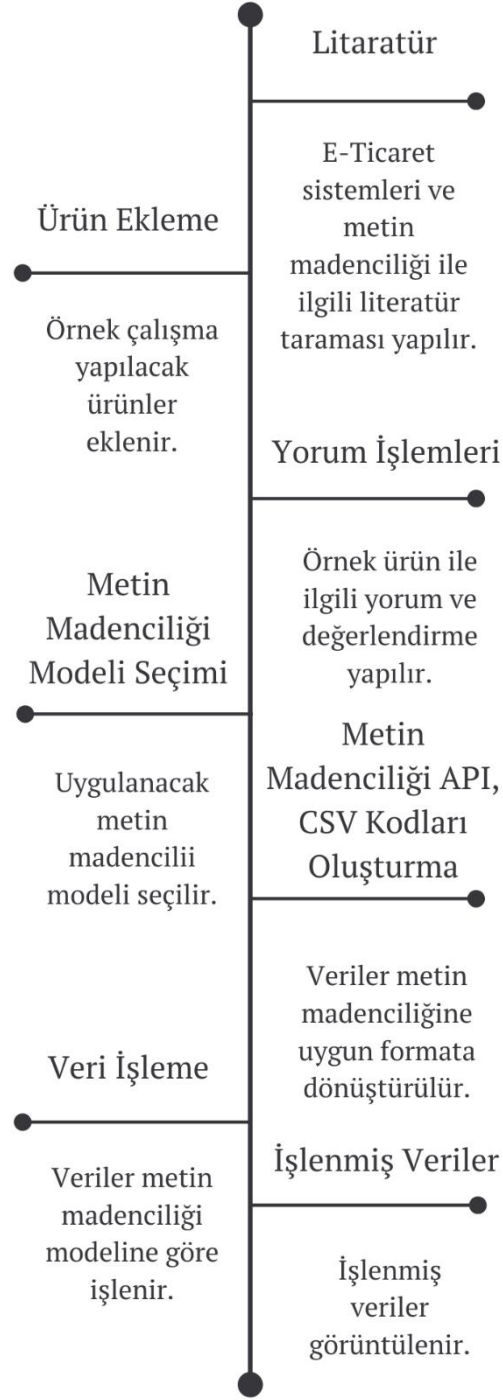 Litaratür
E-Ticaret
sistemleri ve
metin
madenciliği ile
ilgili literatür
taraması yapılır.
Ürün Ekleme
Örnek çalışma
yapılacak
ürünler
eklenir.
Yorum İşlemleri
Örnek ürün ile
ilgili yorum ve
değerlendirme
yapılır.
Metin
Madenciliği
Modeli Seçimi
Uygulanacak
metin
madencilii
modeli seçilir.
Metin
Madenciliği API,
CSV Kodları
Oluşturma
Veriler metin
madenciliğine
uygun formata
dönüştürülür.
Veri İşleme
Veriler metin
madenciliği
modeline göre
işlenir.
İşlenmiş Veriler
İşlenmiş
veriler
görüntülenir.